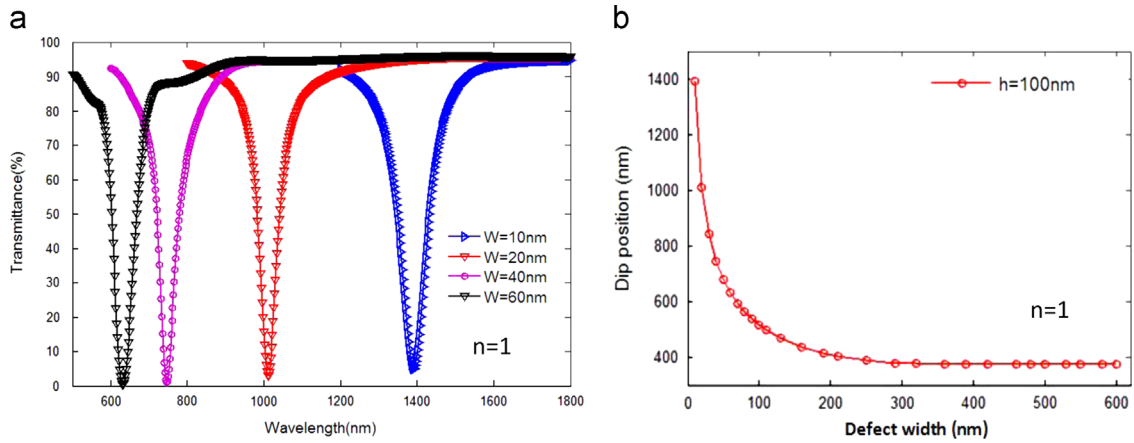 a
100
90
80
70
60
50
40
30
20
10
0
Transmittance(%)
600 800 1000 1200 1400 1600 1800
Wavelength(nm)
W=10nm
W=20nm
W=40nm
W=60nm
n=1
b
1400
1200
1000
800
600
400
Dip position (nm)
0 100 200 300 400 500 600
Defect width (nm)
h=100nm
n=1